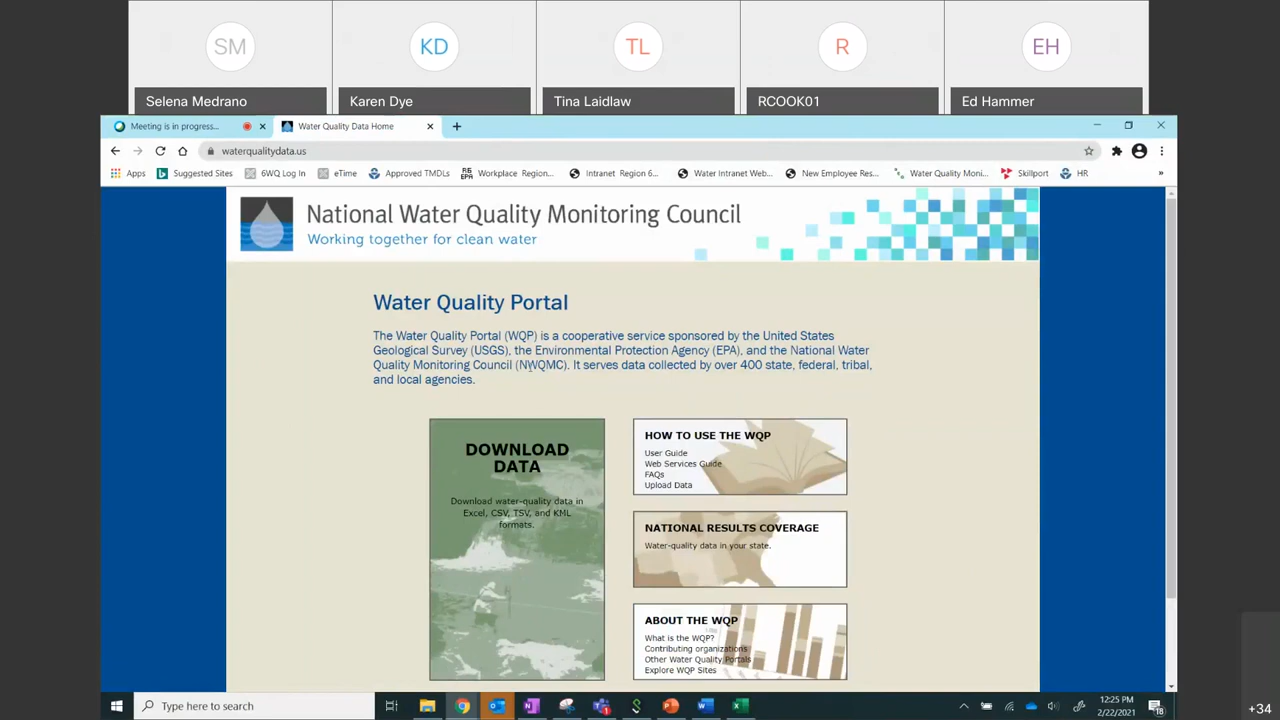 SM
KD
TL
R
EH
Selena Medrano
Karen Dye
Tina Laidlaw
RCOOK01
Ed Hammer
Meeting is in progress...
Water Quality Data Home
waterqualitydata.us
Apps
Suggested Sites
6WQ Log In
eTime
Approved TMDLs
Workplace Region...
Intranet Region 6...
Water Intranet Web...
New Employee Res...
Water Quality Moni...
Skillport
HR
»
National Water Quality Monitoring Council
Working together for clean water
Water Quality Portal
The Water Quality Portal (WQP) is a cooperative service sponsored by the United States
Geological Survey (USGS), the Environmental Protection Agency (EPA), and the National Water
Quality Monitoring Council (NWQMC). It serves data collected by over 400 state, federal, tribal,
and local agencies.
DOWNLOAD
DATA
Download water-quality data in
Excel, CSV, TSV, and KML
formats.
HOW TO USE THE WQP
User Guide
Web Services Guide
FAQs
Upload Data
NATIONAL RESULTS COVERAGE
Water-quality data in your state.
ABOUT THE WQP
What is the WQP?
Contributing organizations
Other Water Quality Portals
Explore WQP Sites
Type here to search
12:25 PM
2/22/2021
18
+34